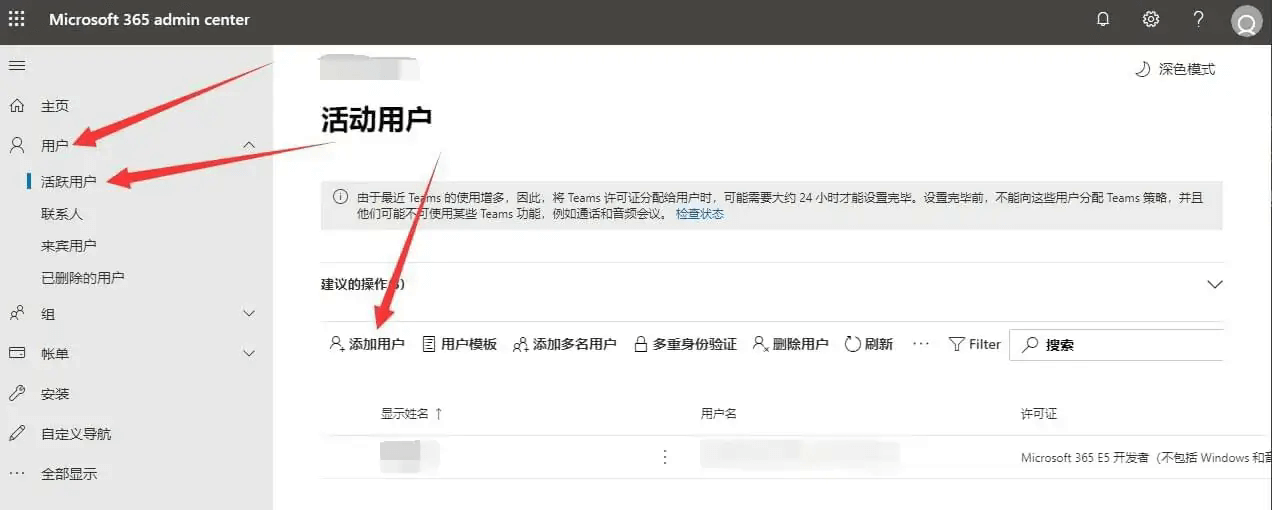 Microsoft 365 admin center
主页
用户
活跃用户
联系人
来宾用户
已删除的用户
组
帐单
安装
自定义导航
全部显示
深色模式
活动用户
由于最近 Teams 的使用增多，因此，将 Teams 许可证分配给用户时，可能需要大约 24 小时才能设置完毕。设置完毕前，不能向这些用户分配 Teams 策略，并且
他们可能不可使用某些 Teams 功能，例如通话和音频会议。 检查状态
建议的操作
添加用户 用户模板 添加多名用户 多重身份验证 删除用户 刷新 ··· Filter 搜索
显示姓名 ↑ 用户名 许可证
Microsoft 365 E5 开发者（不包括 Windows 和